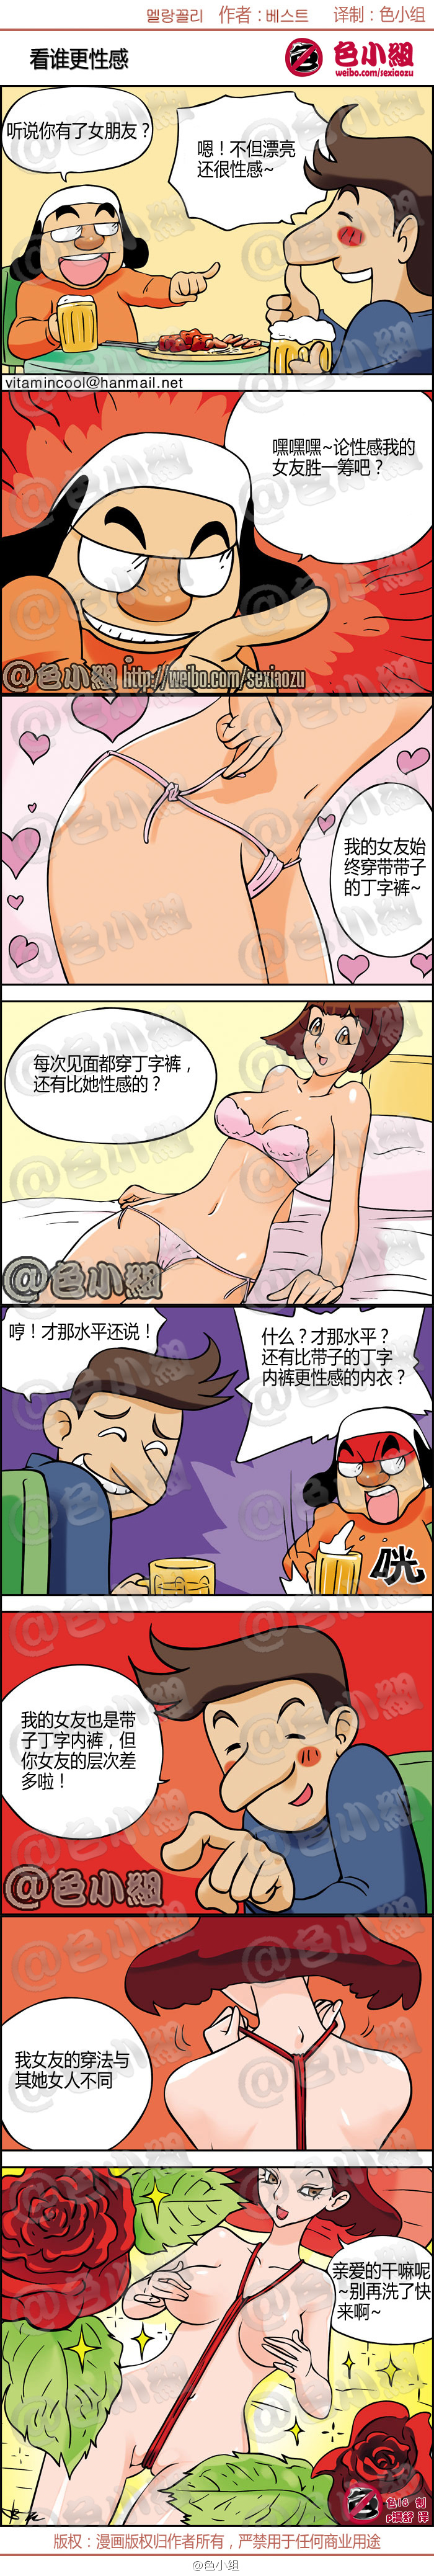 멜랑꼴리 作者：베스트 译制：色小组
看谁更性感
色小组
weibo.com/sexiaozu
听说你有了女朋友？
嗯！不但漂亮
还很性感~
vitamincool@hanmail.net
嘿嘿嘿~论性感我的
女友胜一筹吧？
@色小组 http://weibo.com/sexiaozu
我的女友始
终穿带带子
的丁字裤~
每次见面都穿丁字裤，
还有比她性感的？
@色小组
哼！才那水平还说！
什么？才那水平？
还有比带子的丁字
内裤更性感的内衣？
咣
我的女友也是带
子丁字内裤，但
你女友的层次差
多啦！
@色小组
我女友的穿法与
其她女人不同
亲爱的干嘛呢
~别再洗了快
来啊~
版权：漫画版权归作者所有，严禁用于任何商业用途
@色小组